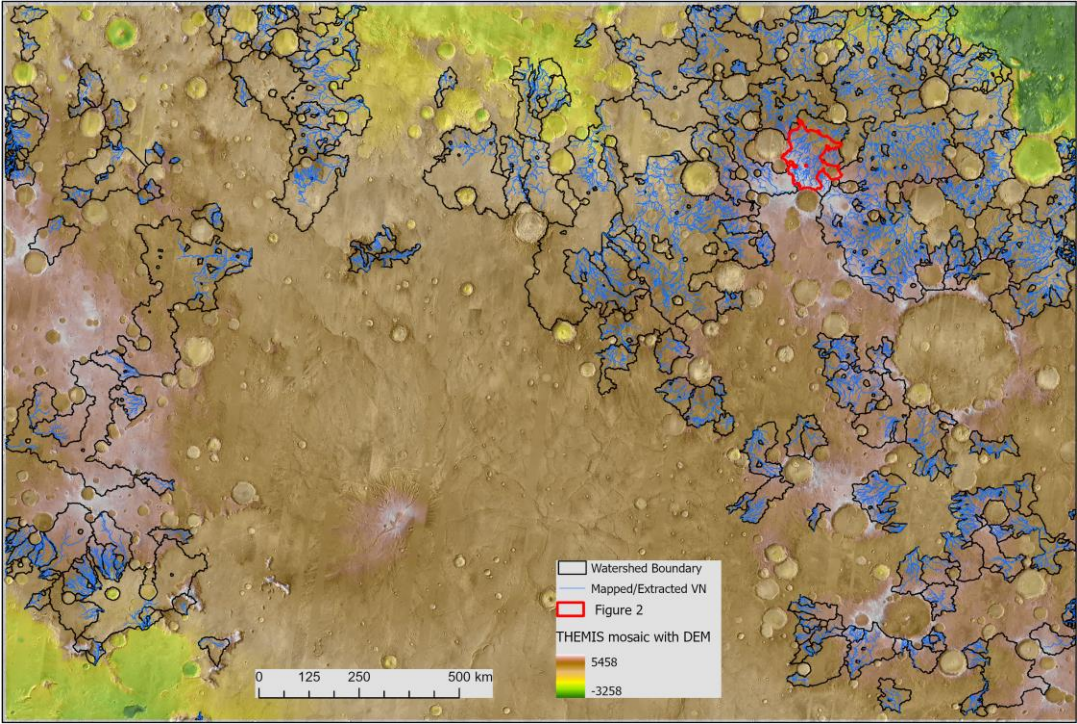 Watershed Boundary
Mapped/Extracted VN
Figure 2
THEMIS mosaic with DEM
5458
-3258
0 125 250 500 km